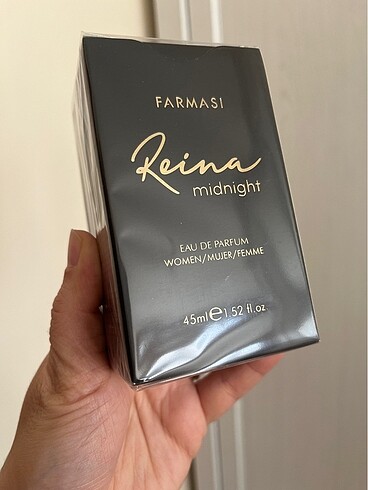 FARMASI
Reina
midnight
EAU DE PARFUM
WOMEN/MUJER/FEMME
45ml℮1.52 fl.oz